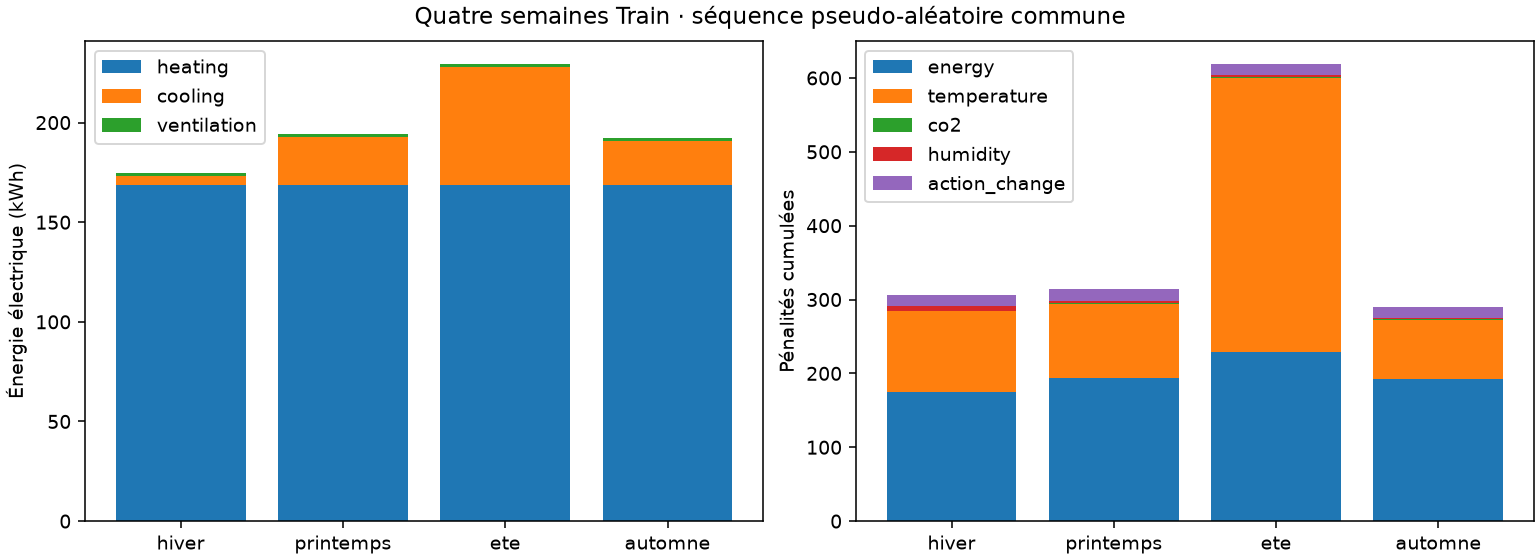 Quatre semaines Train · séquence pseudo-aléatoire commune
heating
cooling
ventilation
Énergie électrique (kWh)
200
150
100
50
0
hiver
printemps
ete
automne
energy
temperature
co2
humidity
action_change
Pénalités cumulées
600
500
400
300
200
100
0
hiver
printemps
ete
automne